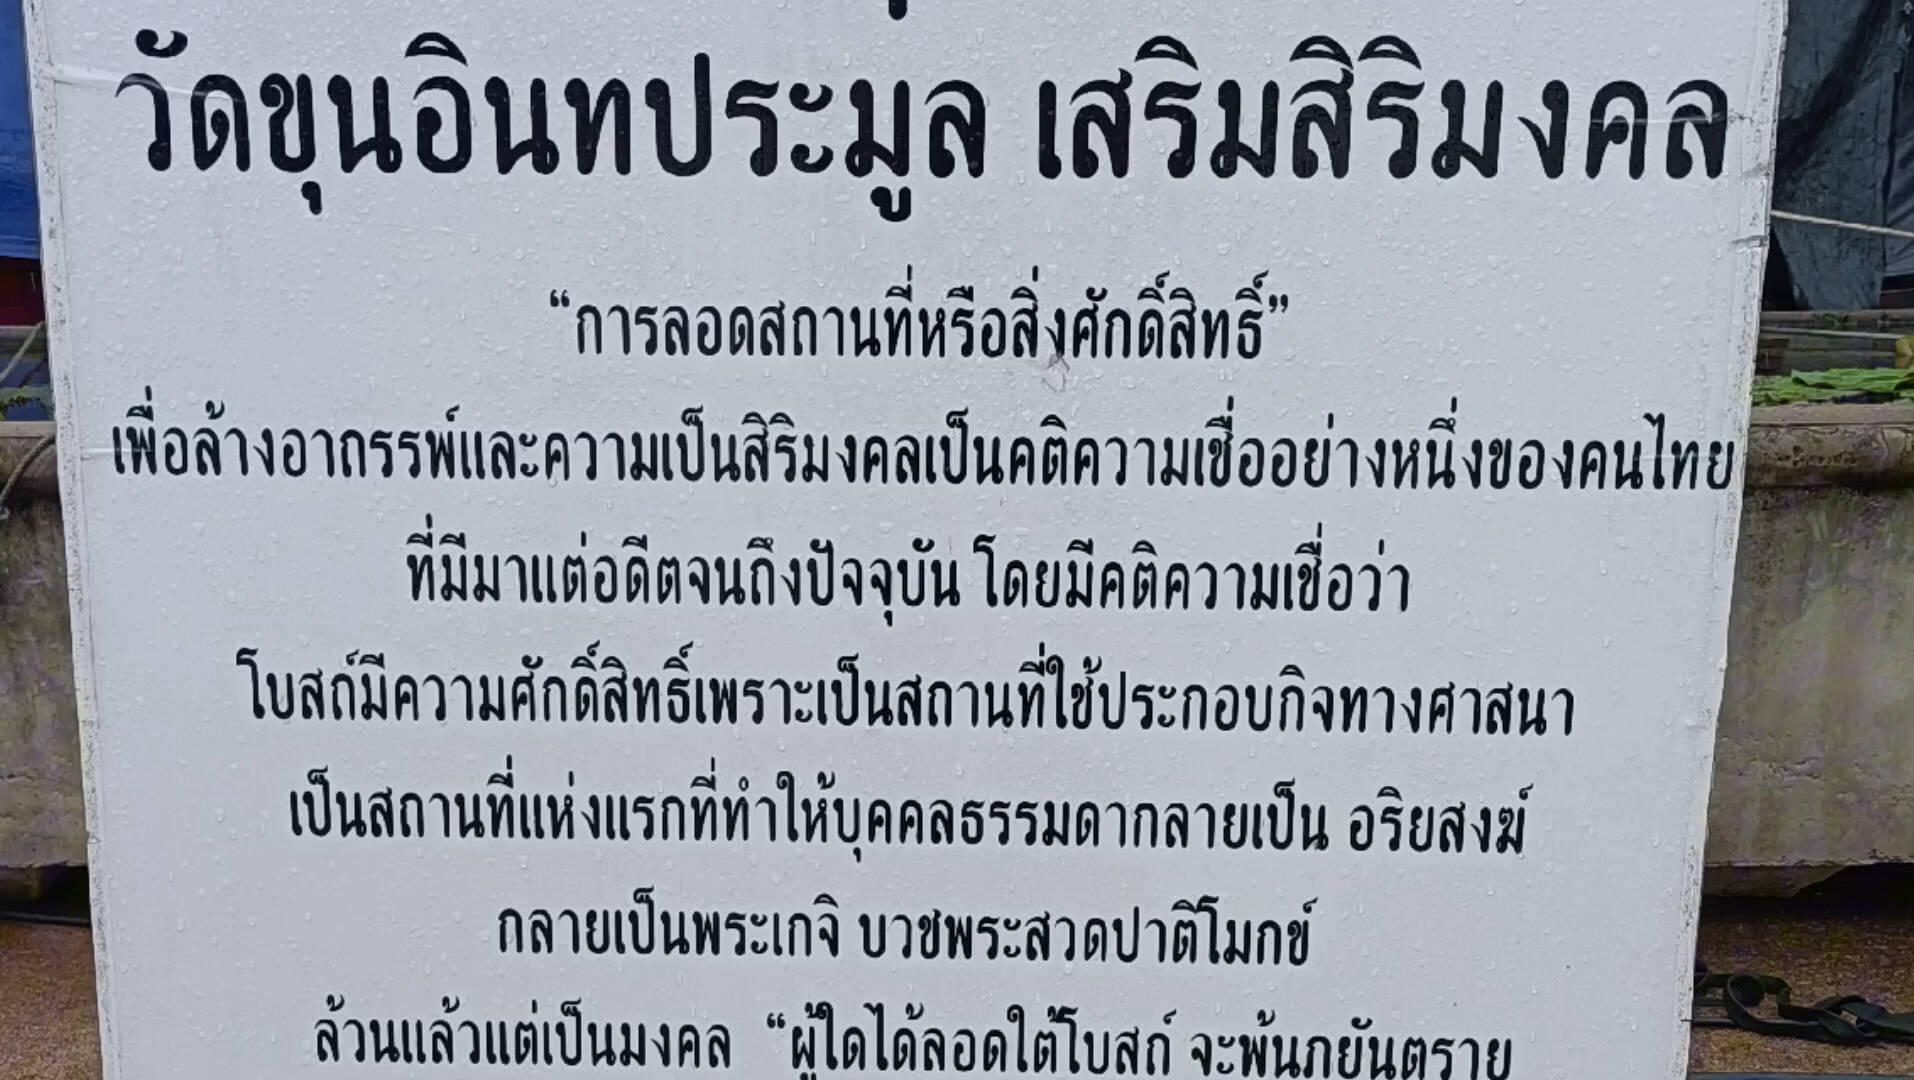 วัดขุนอินทประมูล เสริมสิริมงคล
“การลอดสถานที่หรือสิ่งศักดิ์สิทธิ์”
เพื่อล้างอาถรรพ์และความเป็นสิริมงคลเป็นคติความเชื่ออย่างหนึ่งของคนไทย
ที่มีมาแต่อดีตจนถึงปัจจุบัน โดยมีคติความเชื่อว่า
โบสถ์มีความศักดิ์สิทธิ์เพราะเป็นสถานที่ใช้ประกอบกิจทางศาสนา
เป็นสถานที่แห่งแรกที่ทำให้บุคคลธรรมดากลายเป็น อริยสงฆ์
กลายเป็นพระเกจิ บวชพระสวดปาติโมกข์
ล้วนแล้วแต่เป็นมงคล “ผู้ใดได้ลอดใต้โบสถ์ จะพ้นภยันตราย